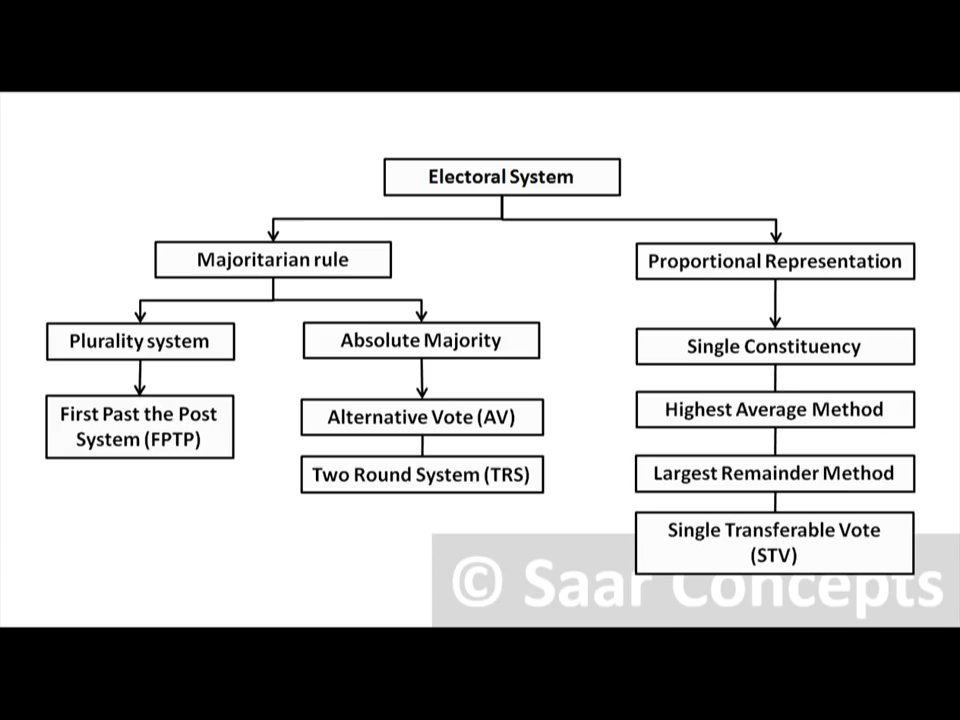 Electoral System
Majoritarian rule
Proportional Representation
Plurality system
Absolute Majority
Single Constituency
First Past the Post
System (FPTP)
Alternative Vote (AV)
Highest Average Method
Two Round System (TRS)
Largest Remainder Method
Single Transferable Vote
(STV)
© Saar Concepts